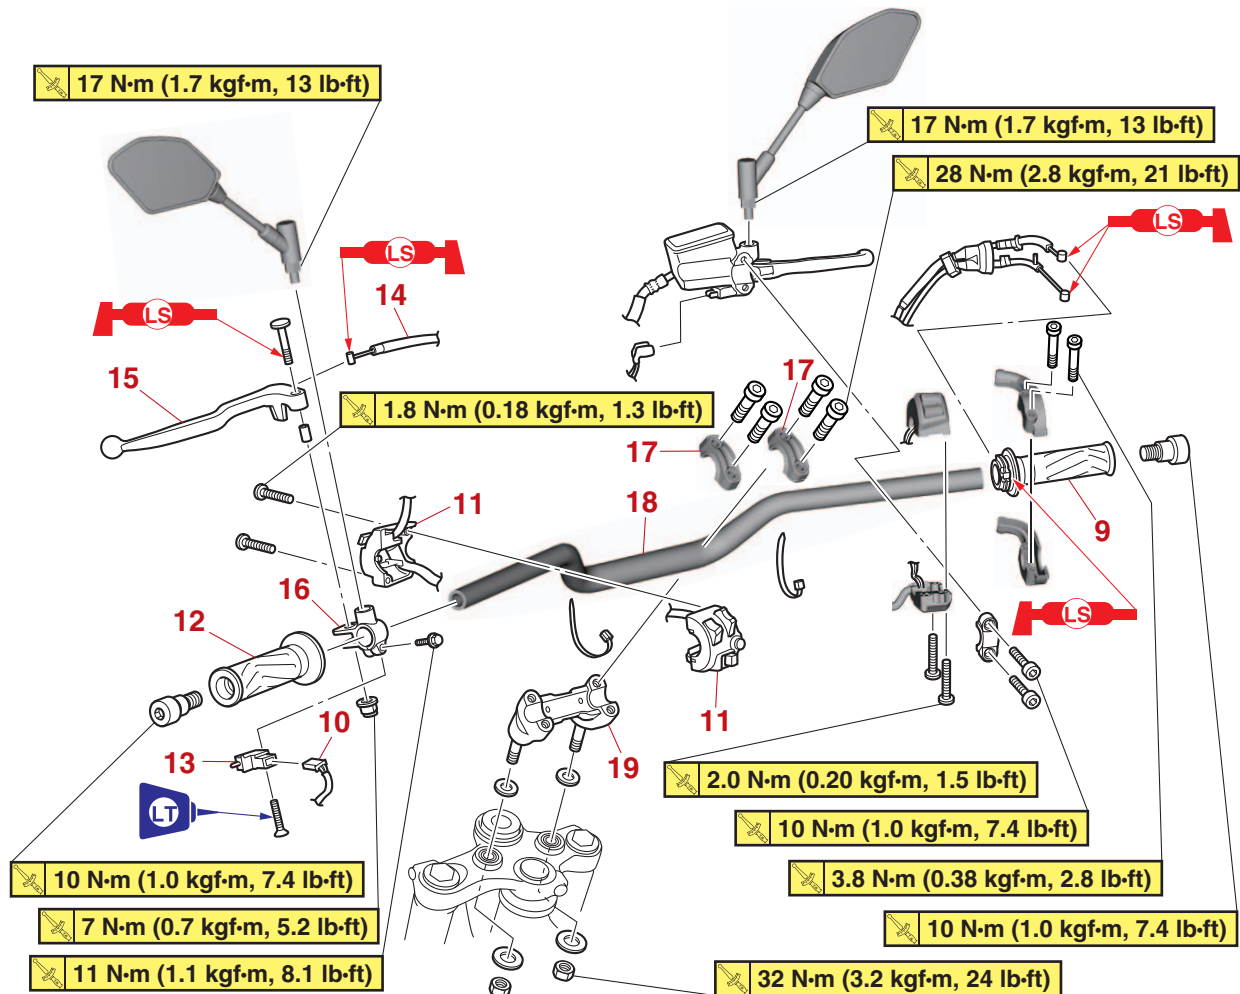 17 N·m (1.7 kgf·m, 13 lb·ft)
17 N·m (1.7 kgf·m, 13 lb·ft)
28 N·m (2.8 kgf·m, 21 lb·ft)
LS
LS
14
LS
15
1.8 N·m (0.18 kgf·m, 1.3 lb·ft)
17
17
11
18
9
16
12
LS
11
10
13
19
LT
2.0 N·m (0.20 kgf·m, 1.5 lb·ft)
10 N·m (1.0 kgf·m, 7.4 lb·ft)
10 N·m (1.0 kgf·m, 7.4 lb·ft)
3.8 N·m (0.38 kgf·m, 2.8 lb·ft)
7 N·m (0.7 kgf·m, 5.2 lb·ft)
10 N·m (1.0 kgf·m, 7.4 lb·ft)
11 N·m (1.1 kgf·m, 8.1 lb·ft)
32 N·m (3.2 kgf·m, 24 lb·ft)